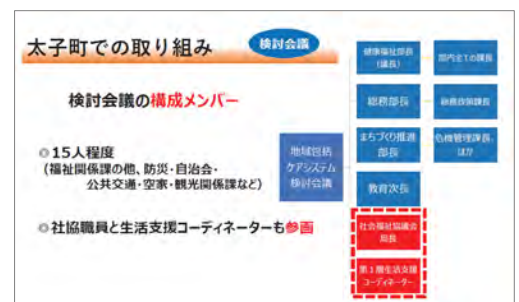 太子町での取り組み
検討会議
検討会議の構成メンバー
◎15人程度
(福祉関係課の他、防災・自治会・
公共交通・空家・観光関係課など)
◎社協職員と生活支援コーディネーターも参画
地域包括
ケアシステム
検討会議
健康福祉部長
(議長)
部内全ての課長
総務部長
総務政策課長
まちづくり推進
部長
危機管理課長、
ほか
教育次長
社会福祉協議会
局長
第1層生活支援
コーディネーター